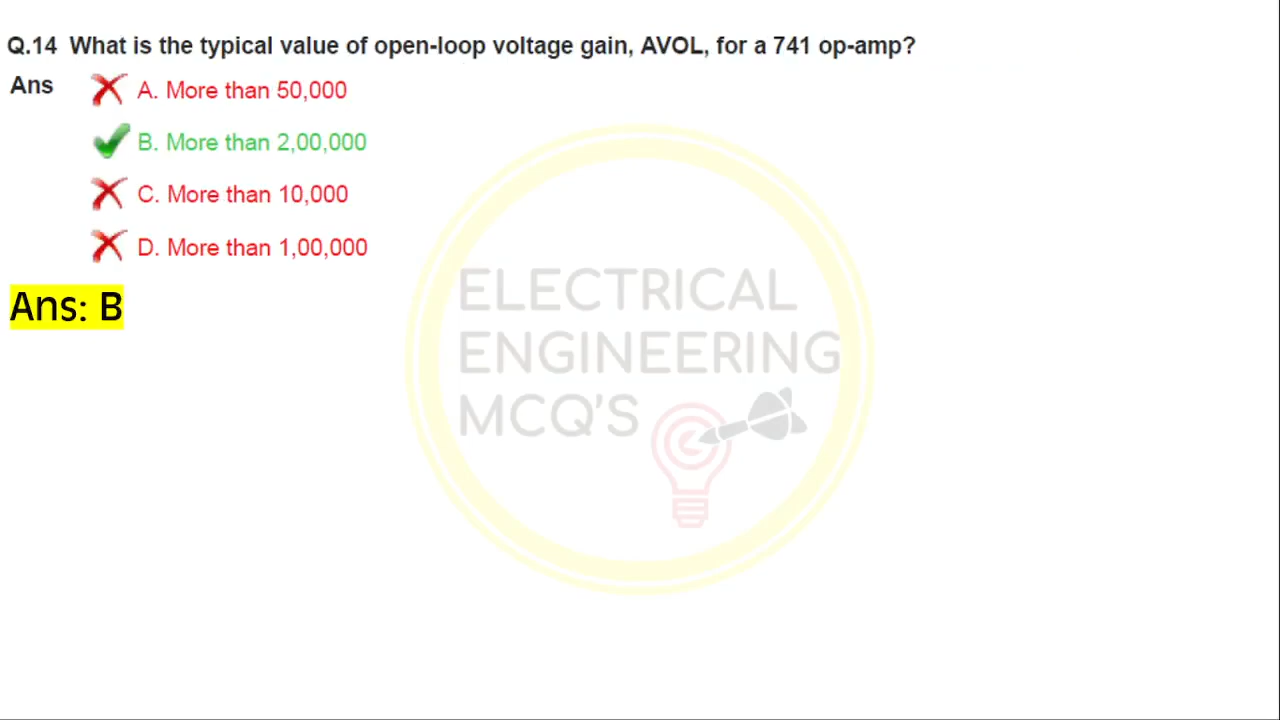 Q.14 What is the typical value of open-loop voltage gain, AVOL, for a 741 op-amp?
Ans A. More than 50,000
B. More than 2,00,000
C. More than 10,000
D. More than 1,00,000
Ans: B
ELECTRICAL
ENGINEERING
MCQ'S